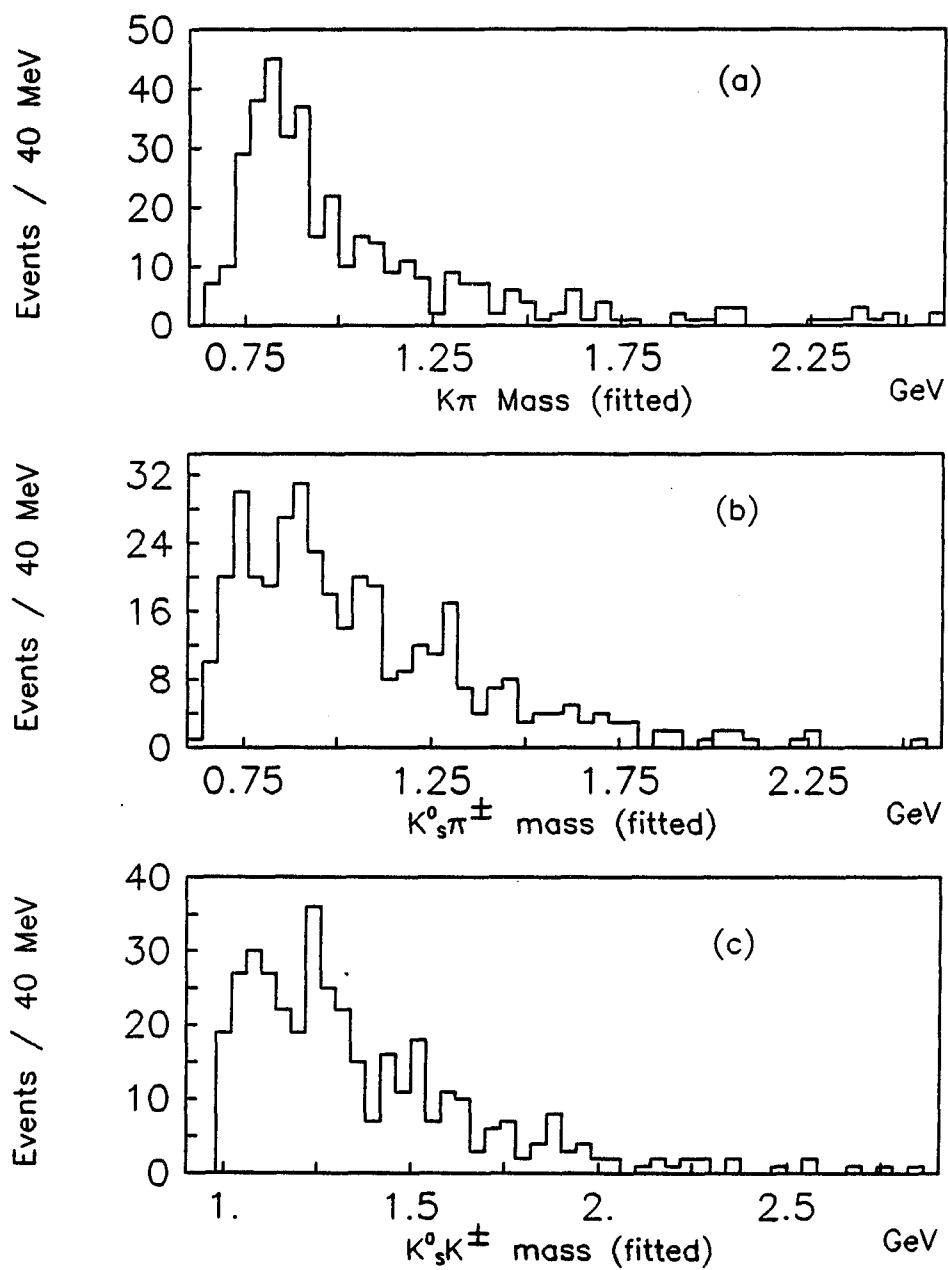 50
40
30
20
10
0
Events / 40 MeV
(a)
0.75 1.25 1.75 2.25
Kπ Mass (fitted)
GeV
32
24
16
8
0
Events / 40 MeV
(b)
0.75 1.25 1.75 2.25
K⁰ₛπ± mass (fitted)
GeV
40
30
20
10
0
Events / 40 MeV
(c)
1. 1.5 2. 2.5
K⁰ₛK± mass (fitted)
GeV